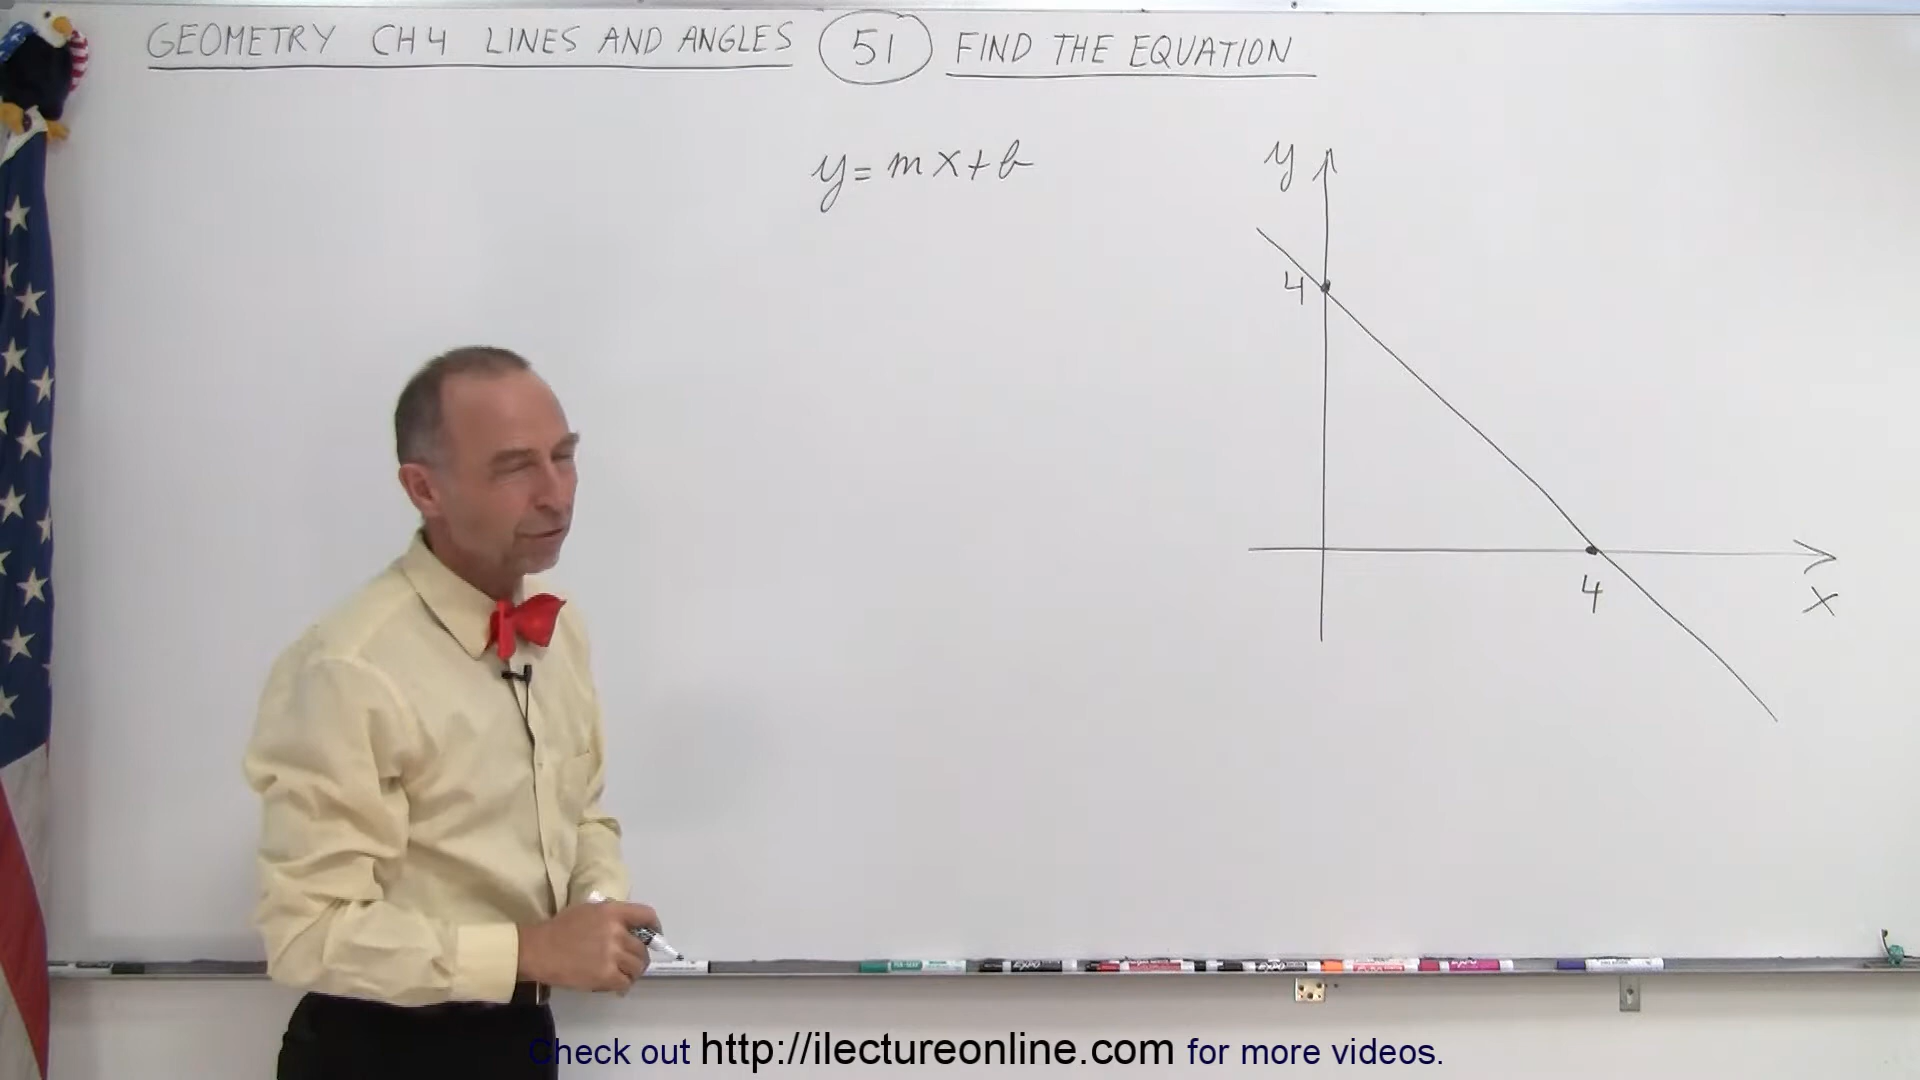 GEOMETRY CH 4 LINES AND ANGLES 51 FIND THE EQUATION
y = mx + b
y
4
4
x
Check out http://ilectureonline.com for more videos.